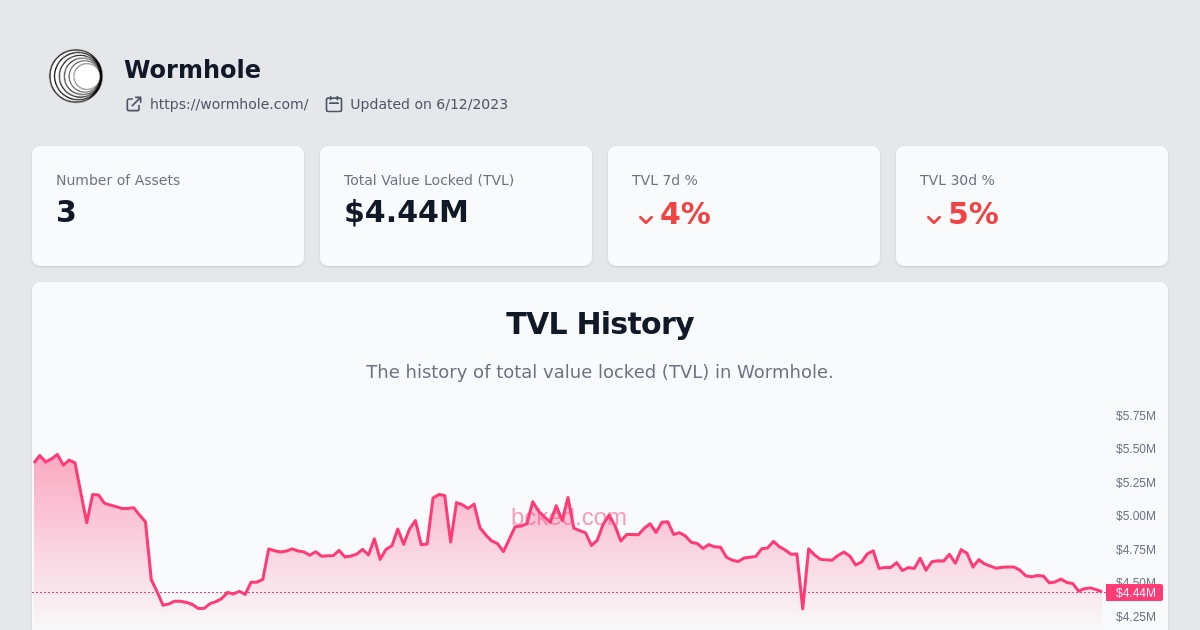 Wormhole
https://wormhole.com/ Updated on 6/12/2023
Number of Assets
3
Total Value Locked (TVL)
$4.44M
TVL 7d %
4%
TVL 30d %
5%
TVL History
The history of total value locked (TVL) in Wormhole.
bcked.com
$5.75M
$5.50M
$5.25M
$5.00M
$4.75M
$4.50M
$4.44M
$4.25M